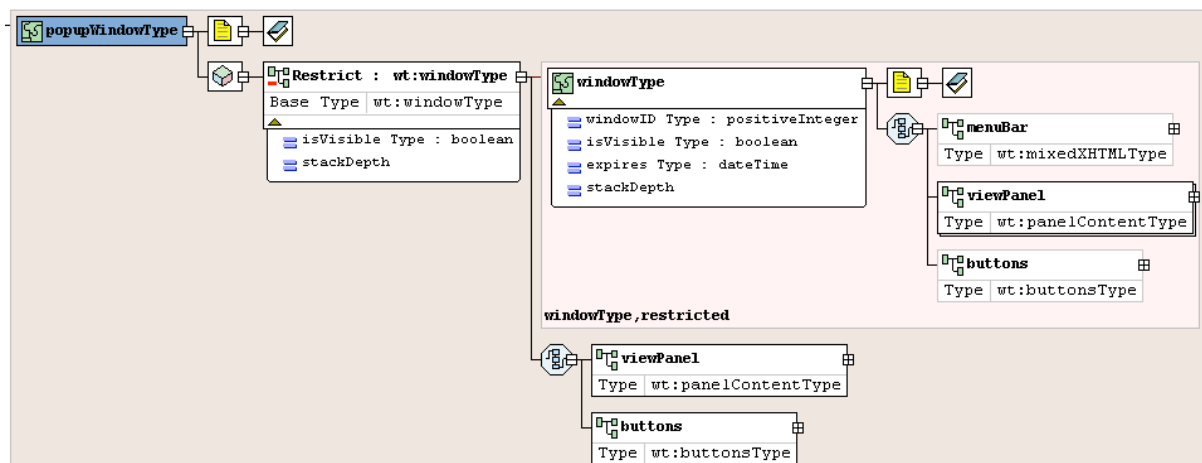 popupWindowType
Restrict : wt:windowType
Base Type wt:windowType
isVisible Type : boolean
stackDepth
windowType
windowID Type : positiveInteger
isVisible Type : boolean
expires Type : dateTime
stackDepth
menuBar
Type wt:mixedXHTMLType
viewPanel
Type wt:panelContentType
buttons
Type wt:buttonsType
windowType,restricted
viewPanel
Type wt:panelContentType
buttons
Type wt:buttonsType